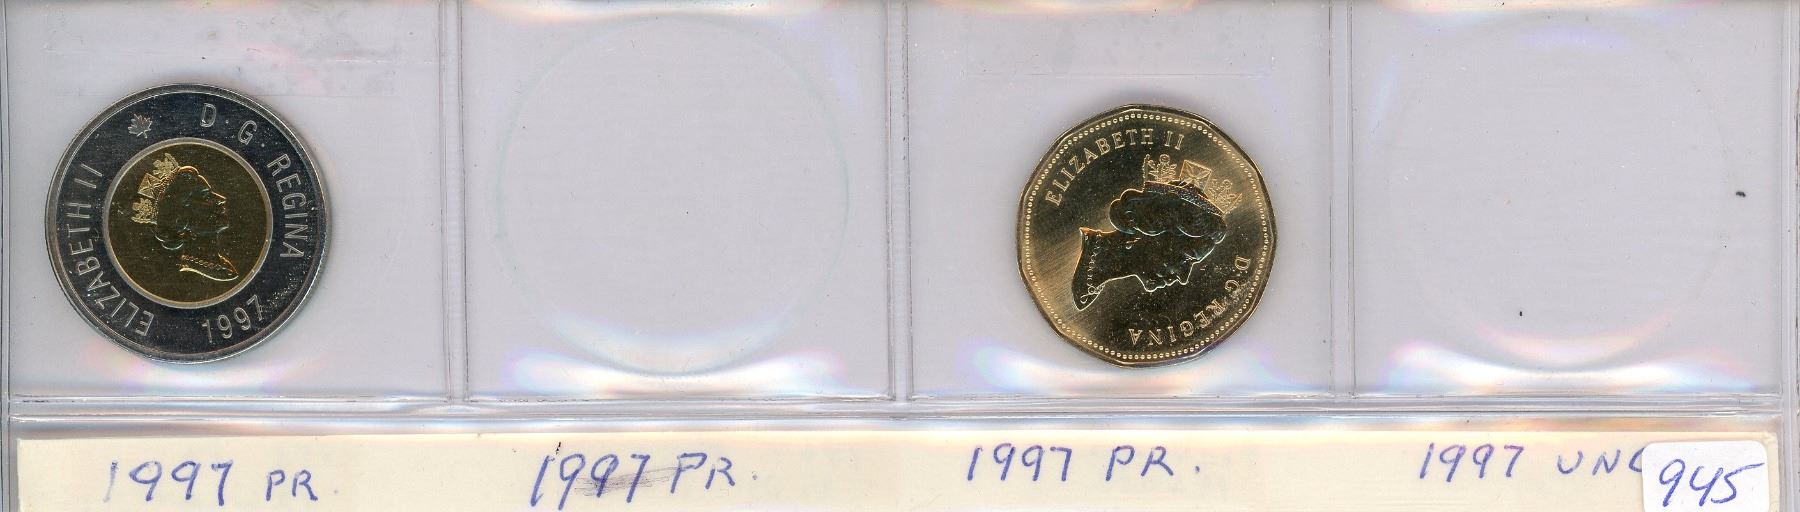 ELIZABETH II D·G·REGINA
1997
ELIZABETH II
D·G·REGINA
1997 PR.
1997 PR.
1997 PR.
1997 UNC
945